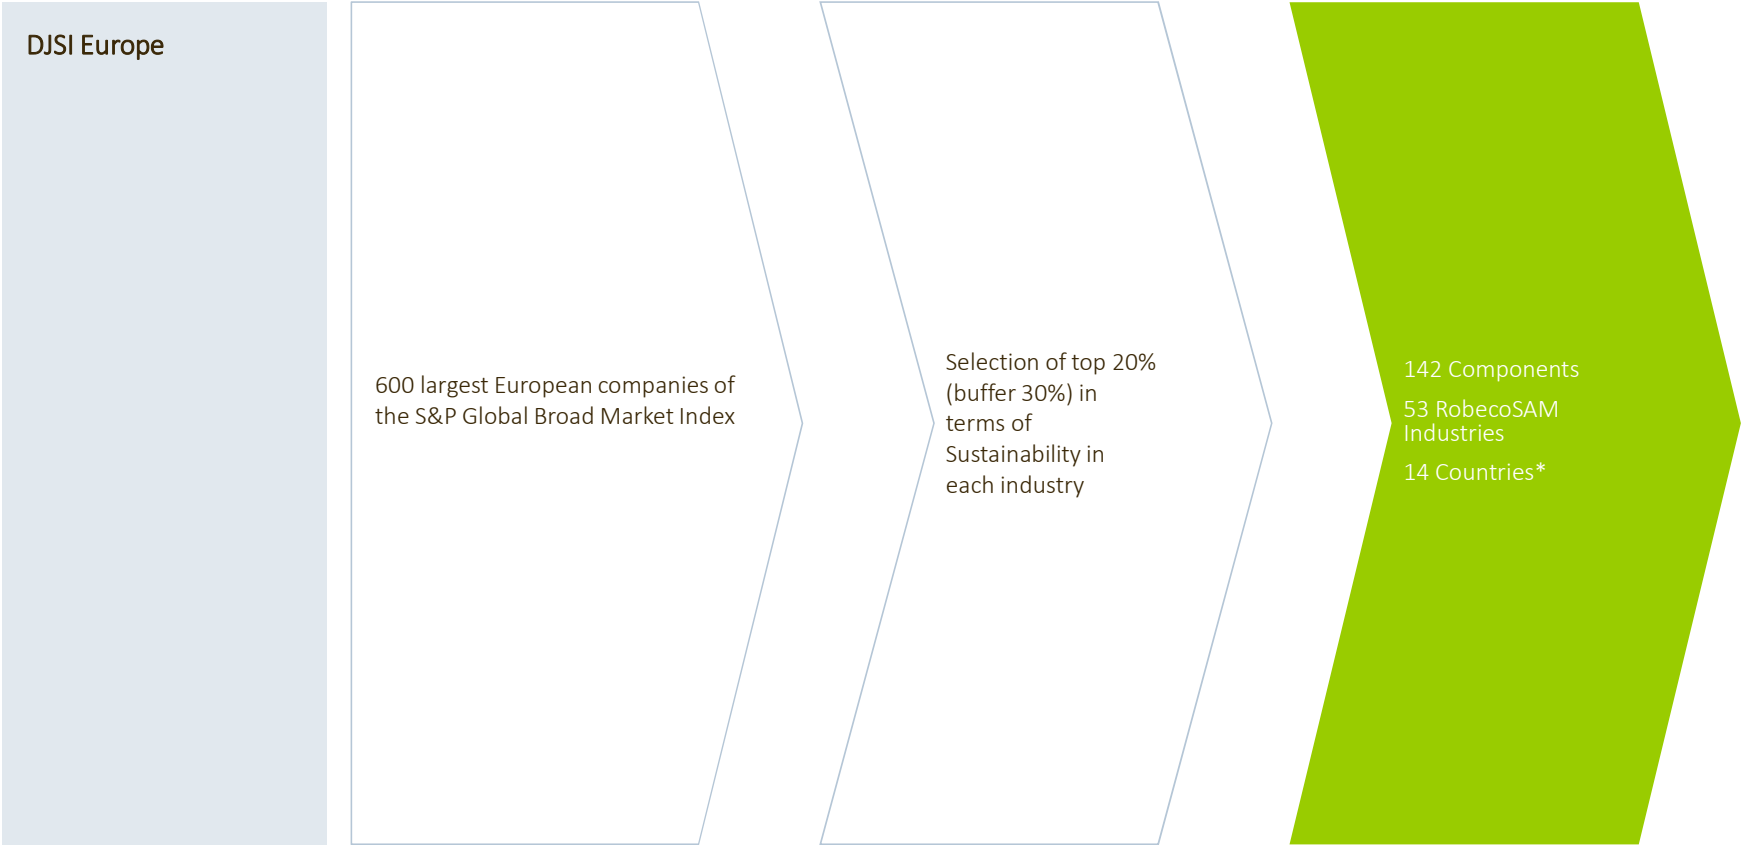 DJSI Europe
600 largest European companies of
the S&P Global Broad Market Index
Selection of top 20%
(buffer 30%) in
terms of
Sustainability in
each industry
142 Components
53 RobecoSAM
Industries
14 Countries*